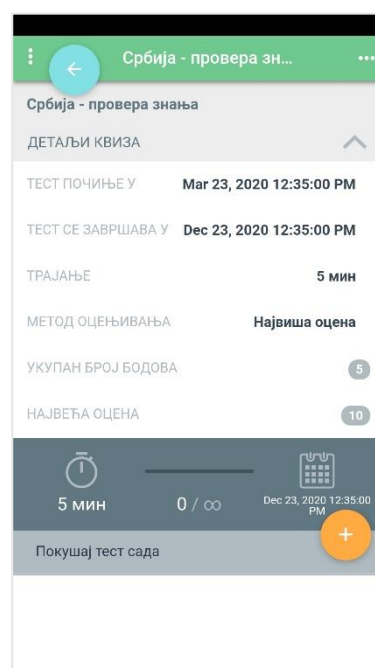 Србија - провера зн...
Србија - провера знања
ДЕТАЉИ КВИЗА
ТЕСТ ПОЧИЊЕ У Mar 23, 2020 12:35:00 PM
ТЕСТ СЕ ЗАВРШАВА У Dec 23, 2020 12:35:00 PM
ТРАЈАЊЕ 5 мин
МЕТОД ОЦЕЊИВАЊА Највиша оцена
УКУПАН БРОЈ БОДОВА 5
НАЈВЕЋА ОЦЕНА 10
5 мин 0 / ∞ Dec 23, 2020 12:35:00
PM
Покушај тест сада